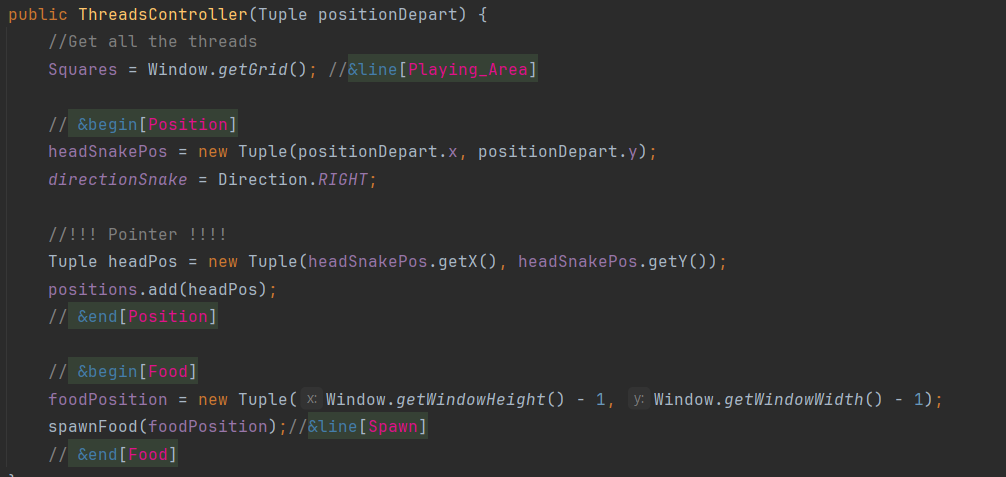 public ThreadsController(Tuple positionDepart) {
//Get all the threads
Squares = Window.getGrid(); //&line[Playing_Area]
// &begin[Position]
headSnakePos = new Tuple(positionDepart.x, positionDepart.y);
directionSnake = Direction.RIGHT;
//!!! Pointer !!!!
Tuple headPos = new Tuple(headSnakePos.getX(), headSnakePos.getY());
positions.add(headPos);
// &end[Position]
// &begin[Food]
foodPosition = new Tuple( x: Window.getWindowHeight() - 1, y: Window.getWindowWidth() - 1);
spawnFood(foodPosition);//&line[Spawn]
// &end[Food]